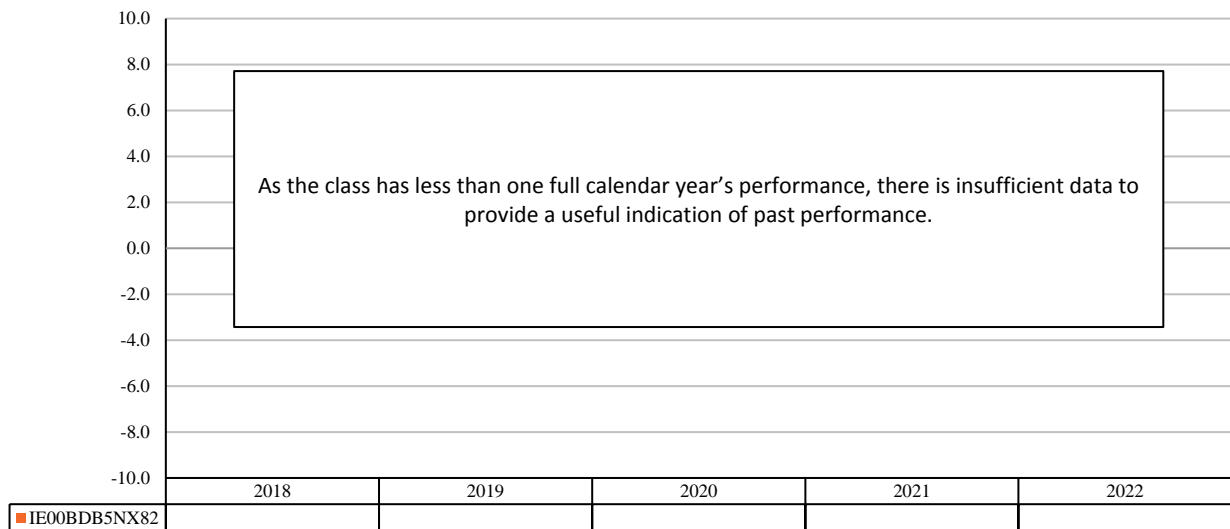 10.0
8.0
6.0
4.0
2.0
0.0
-2.0
-4.0
-6.0
-8.0
-10.0
As the class has less than one full calendar year’s performance, there is insufficient data to
provide a useful indication of past performance.
2018 2019 2020 2021 2022
IE00BDB5NX82